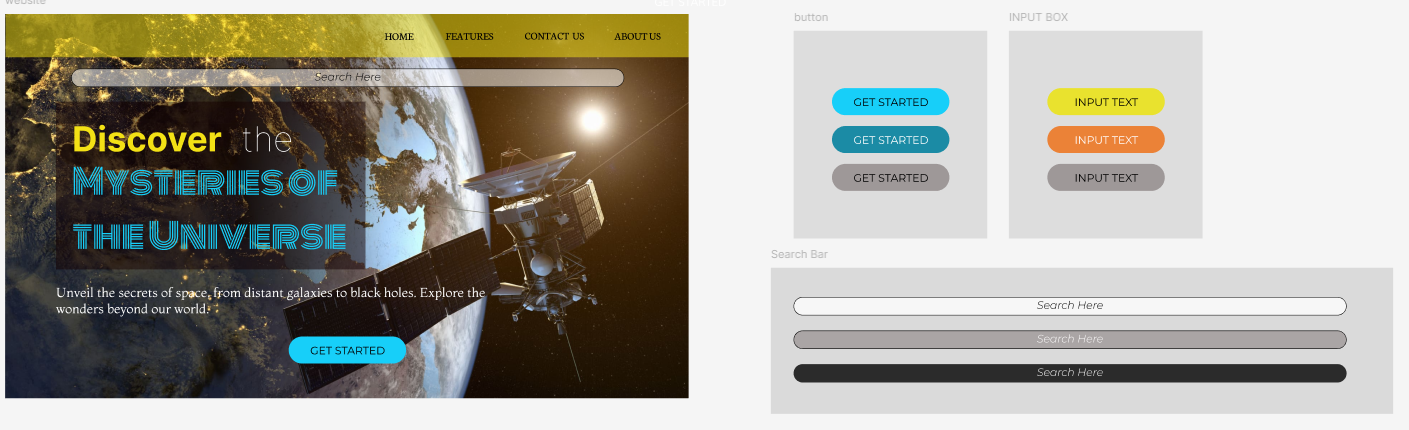 website
GET STARTED
HOME FEATURES CONTACT US ABOUT US
Search Here
Discover the
MYSTERIES OF
THE UNIVERSE
Unveil the secrets of space, from distant galaxies to black holes. Explore the
wonders beyond our world.
GET STARTED
button
GET STARTED
GET STARTED
GET STARTED
INPUT BOX
INPUT TEXT
INPUT TEXT
INPUT TEXT
Search Bar
Search Here
Search Here
Search Here